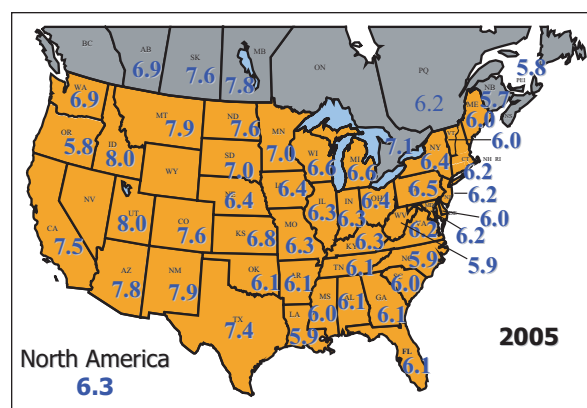 BC
AB
6.9
SK
7.6
MB
7.8
ON
7.1
PQ
6.2
NB
5.7
PEI
5.8
NS
WA
6.9
OR
5.8
ID
8.0
MT
7.9
ND
7.6
MN
7.0
WI
6.6
MI
6.6
NY
6.4
VT
6.0
ME
6.0
NH RI
CT
6.2
SD
7.0
WY
NE
6.4
6.4
NV
UT
8.0
CO
7.6
KS
6.8
MO
6.3
IL
6.3
IN
6.3
OH
6.4
6.5
6.2
6.0
6.2
WV
VA
6.2
KY
6.3
5.9
CA
7.5
AZ
7.8
NM
7.9
OK
6.1
AR
6.1
TN
6.1
NC
5.9
SC
6.0
TX
7.4
LA
5.9
MS
6.0
AL
6.1
GA
6.1
FL
6.1
2005
North America
6.3